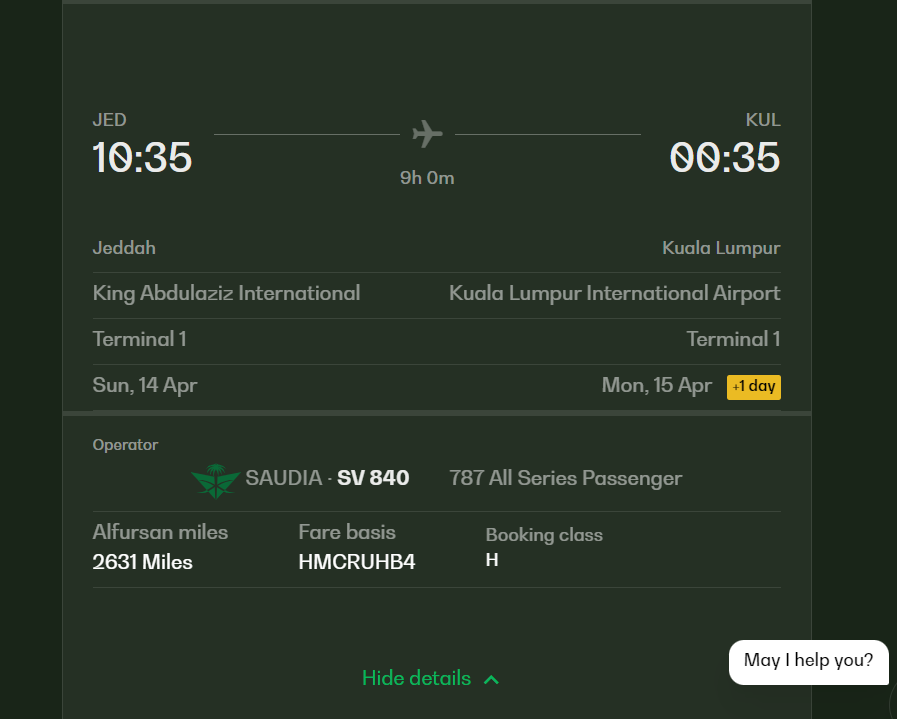 JED KUL
10:35 00:35
9h 0m
Jeddah Kuala Lumpur
King Abdulaziz International Kuala Lumpur International Airport
Terminal 1 Terminal 1
Sun, 14 Apr Mon, 15 Apr +1 day
Operator
SAUDIA · SV 840 787 All Series Passenger
Alfursan miles Fare basis Booking class
2631 Miles HMCRUHB4 H
May I help you?
Hide details